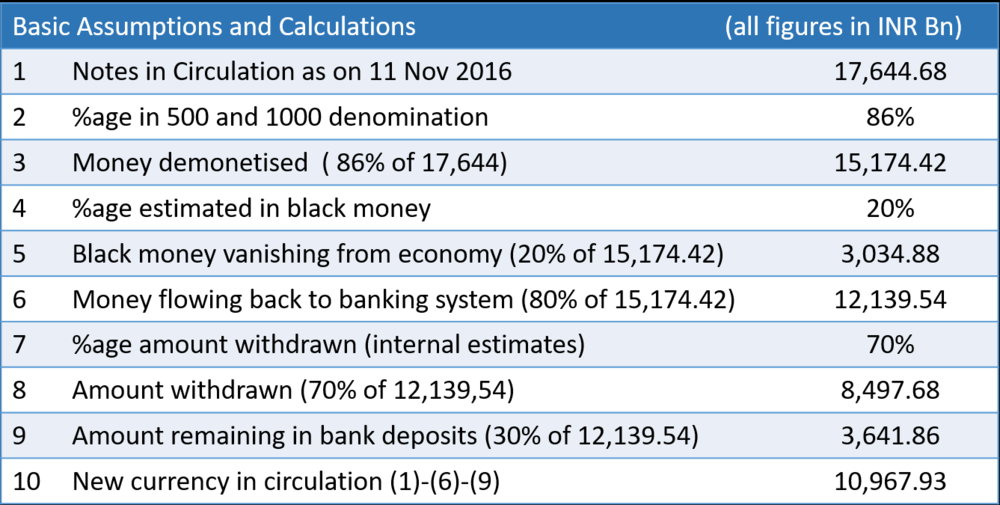 Basic Assumptions and Calculations (all figures in INR Bn)
1 Notes in Circulation as on 11 Nov 2016 17,644.68
2 %age in 500 and 1000 denomination 86%
3 Money demonetised ( 86% of 17,644) 15,174.42
4 %age estimated in black money 20%
5 Black money vanishing from economy (20% of 15,174.42) 3,034.88
6 Money flowing back to banking system (80% of 15,174.42) 12,139.54
7 %age amount withdrawn (internal estimates) 70%
8 Amount withdrawn (70% of 12,139,54) 8,497.68
9 Amount remaining in bank deposits (30% of 12,139.54) 3,641.86
10 New currency in circulation (1)-(6)-(9) 10,967.93